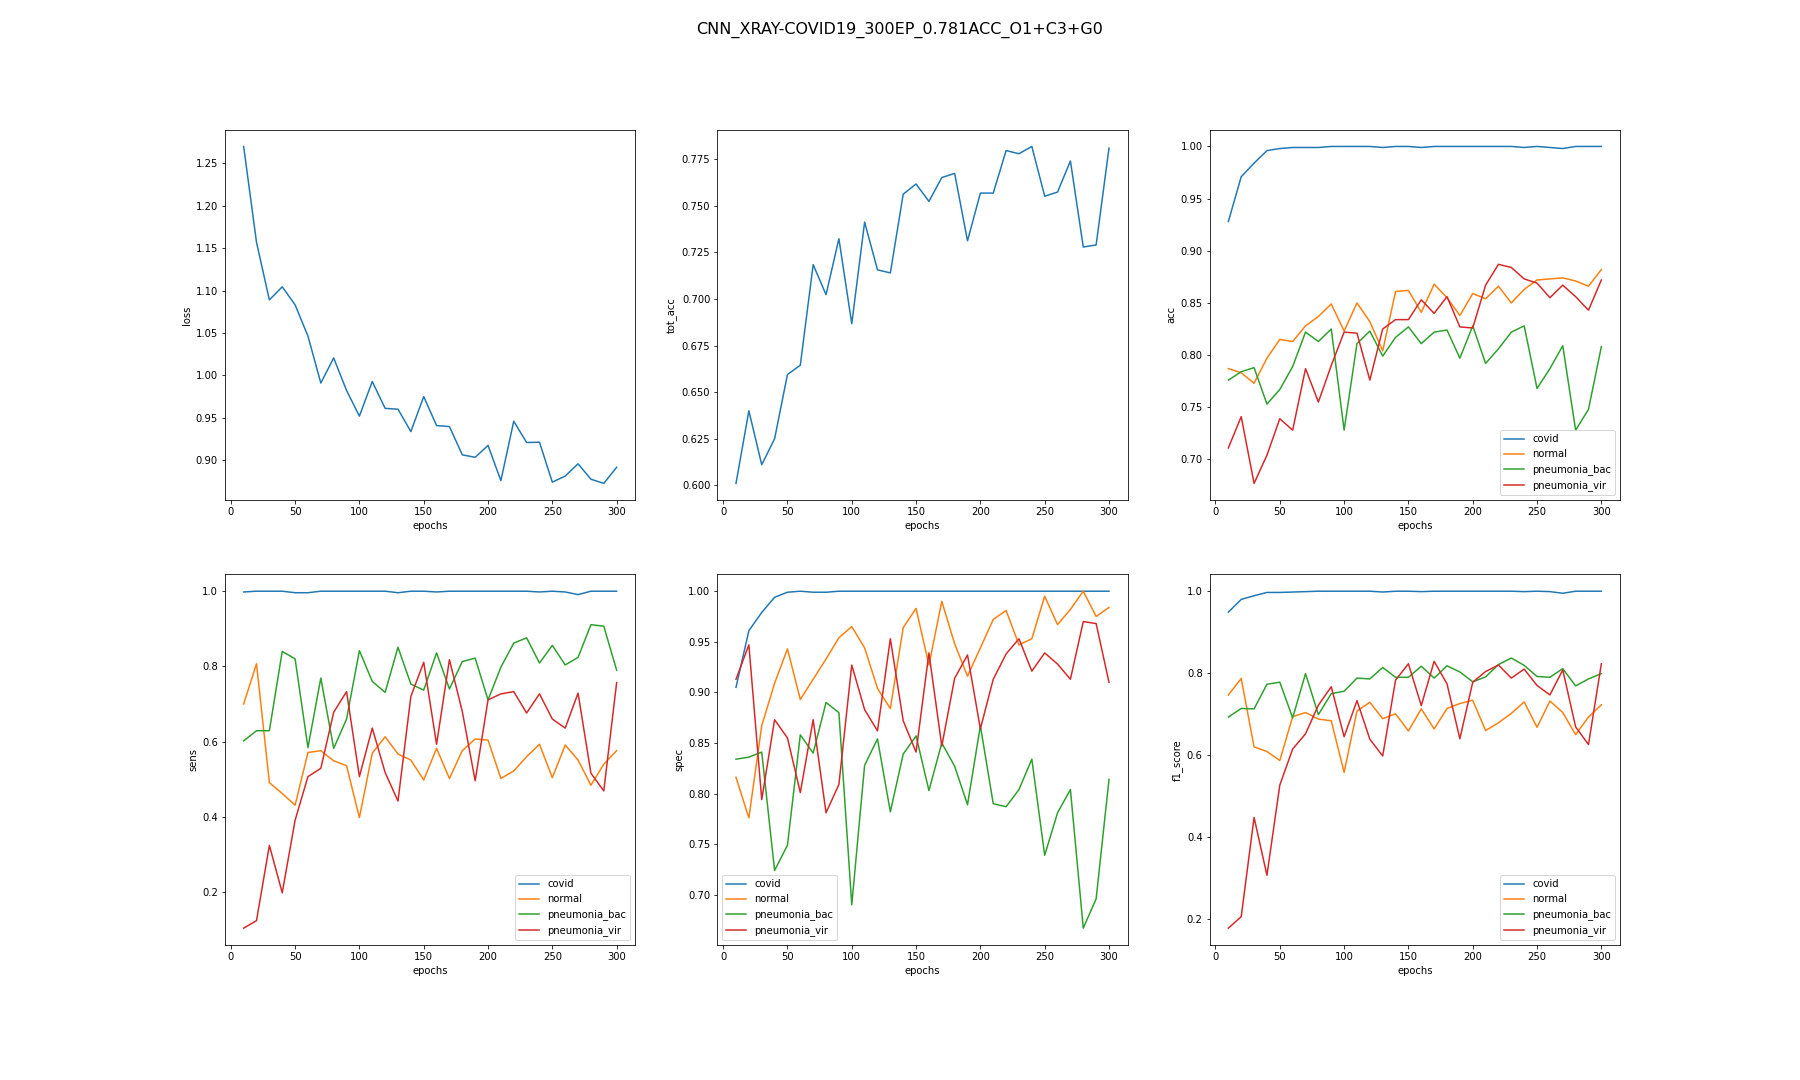 CNN_XRAY-COVID19_300EP_0.781ACC_O1+C3+G0
loss
1.25
1.20
1.15
1.10
1.05
1.00
0.95
0.90
0 50 100 150 200 250 300
epochs
tot_acc
0.775
0.750
0.725
0.700
0.675
0.650
0.625
0.600
0 50 100 150 200 250 300
epochs
acc
1.00
0.95
0.90
0.85
0.80
0.75
0.70
covid
normal
pneumonia_bac
pneumonia_vir
0 50 100 150 200 250 300
epochs
sens
1.0
0.8
0.6
0.4
0.2
covid
normal
pneumonia_bac
pneumonia_vir
0 50 100 150 200 250 300
epochs
spec
1.00
0.95
0.90
0.85
0.80
0.75
0.70
covid
normal
pneumonia_bac
pneumonia_vir
0 50 100 150 200 250 300
epochs
f1_score
1.0
0.8
0.6
0.4
0.2
covid
normal
pneumonia_bac
pneumonia_vir
0 50 100 150 200 250 300
epochs